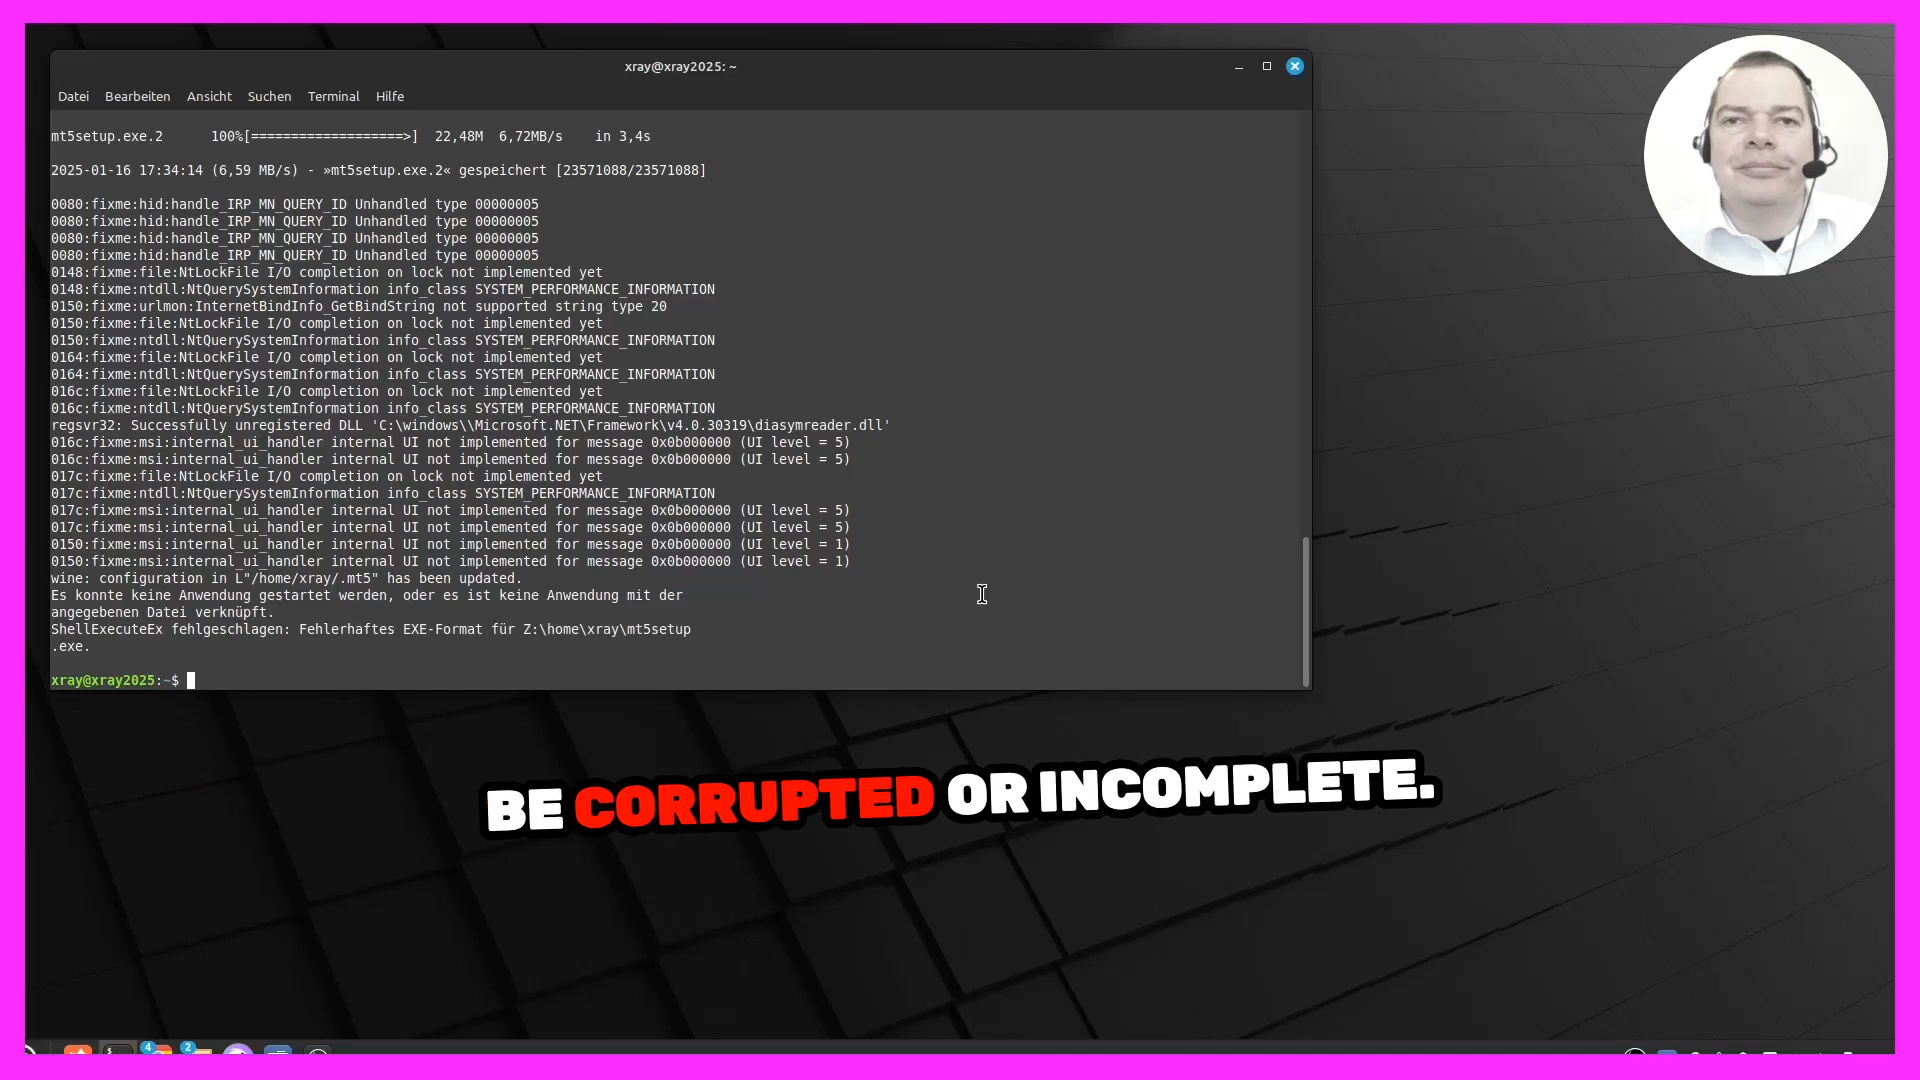 xray@xray2025: ~
Datei Bearbeiten Ansicht Suchen Terminal Hilfe
mt5setup.exe.2      100%[===================>]  22,48M  6,72MB/s    in 3,4s
2025-01-16 17:34:14 (6,59 MB/s) - »mt5setup.exe.2« gespeichert [23571088/23571088]
0080:fixme:hid:handle_IRP_MN_QUERY_ID Unhandled type 00000005
0080:fixme:hid:handle_IRP_MN_QUERY_ID Unhandled type 00000005
0080:fixme:hid:handle_IRP_MN_QUERY_ID Unhandled type 00000005
0080:fixme:hid:handle_IRP_MN_QUERY_ID Unhandled type 00000005
0148:fixme:file:NtLockFile I/O completion on lock not implemented yet
0148:fixme:ntdll:NtQuerySystemInformation info_class SYSTEM_PERFORMANCE_INFORMATION
0150:fixme:urlmon:InternetBindInfo_GetBindString not supported string type 20
0150:fixme:file:NtLockFile I/O completion on lock not implemented yet
0150:fixme:ntdll:NtQuerySystemInformation info_class SYSTEM_PERFORMANCE_INFORMATION
0164:fixme:file:NtLockFile I/O completion on lock not implemented yet
0164:fixme:ntdll:NtQuerySystemInformation info_class SYSTEM_PERFORMANCE_INFORMATION
016c:fixme:file:NtLockFile I/O completion on lock not implemented yet
016c:fixme:ntdll:NtQuerySystemInformation info_class SYSTEM_PERFORMANCE_INFORMATION
regsvr32: Successfully unregistered DLL 'C:\windows\\Microsoft.NET\Framework\v4.0.30319\diasymreader.dll'
016c:fixme:msi:internal_ui_handler internal UI not implemented for message 0x0b000000 (UI level = 5)
016c:fixme:msi:internal_ui_handler internal UI not implemented for message 0x0b000000 (UI level = 5)
017c:fixme:file:NtLockFile I/O completion on lock not implemented yet
017c:fixme:ntdll:NtQuerySystemInformation info_class SYSTEM_PERFORMANCE_INFORMATION
017c:fixme:msi:internal_ui_handler internal UI not implemented for message 0x0b000000 (UI level = 5)
017c:fixme:msi:internal_ui_handler internal UI not implemented for message 0x0b000000 (UI level = 5)
0150:fixme:msi:internal_ui_handler internal UI not implemented for message 0x0b000000 (UI level = 1)
0150:fixme:msi:internal_ui_handler internal UI not implemented for message 0x0b000000 (UI level = 1)
wine: configuration in L"/home/xray/.mt5" has been updated.
Es konnte keine Anwendung gestartet werden, oder es ist keine Anwendung mit der
angegebenen Datei verknüpft.
ShellExecuteEx fehlgeschlagen: Fehlerhaftes EXE-Format für Z:\home\xray\mt5setup
.exe.
xray@xray2025:~$
BE CORRUPTED OR INCOMPLETE.
4 2